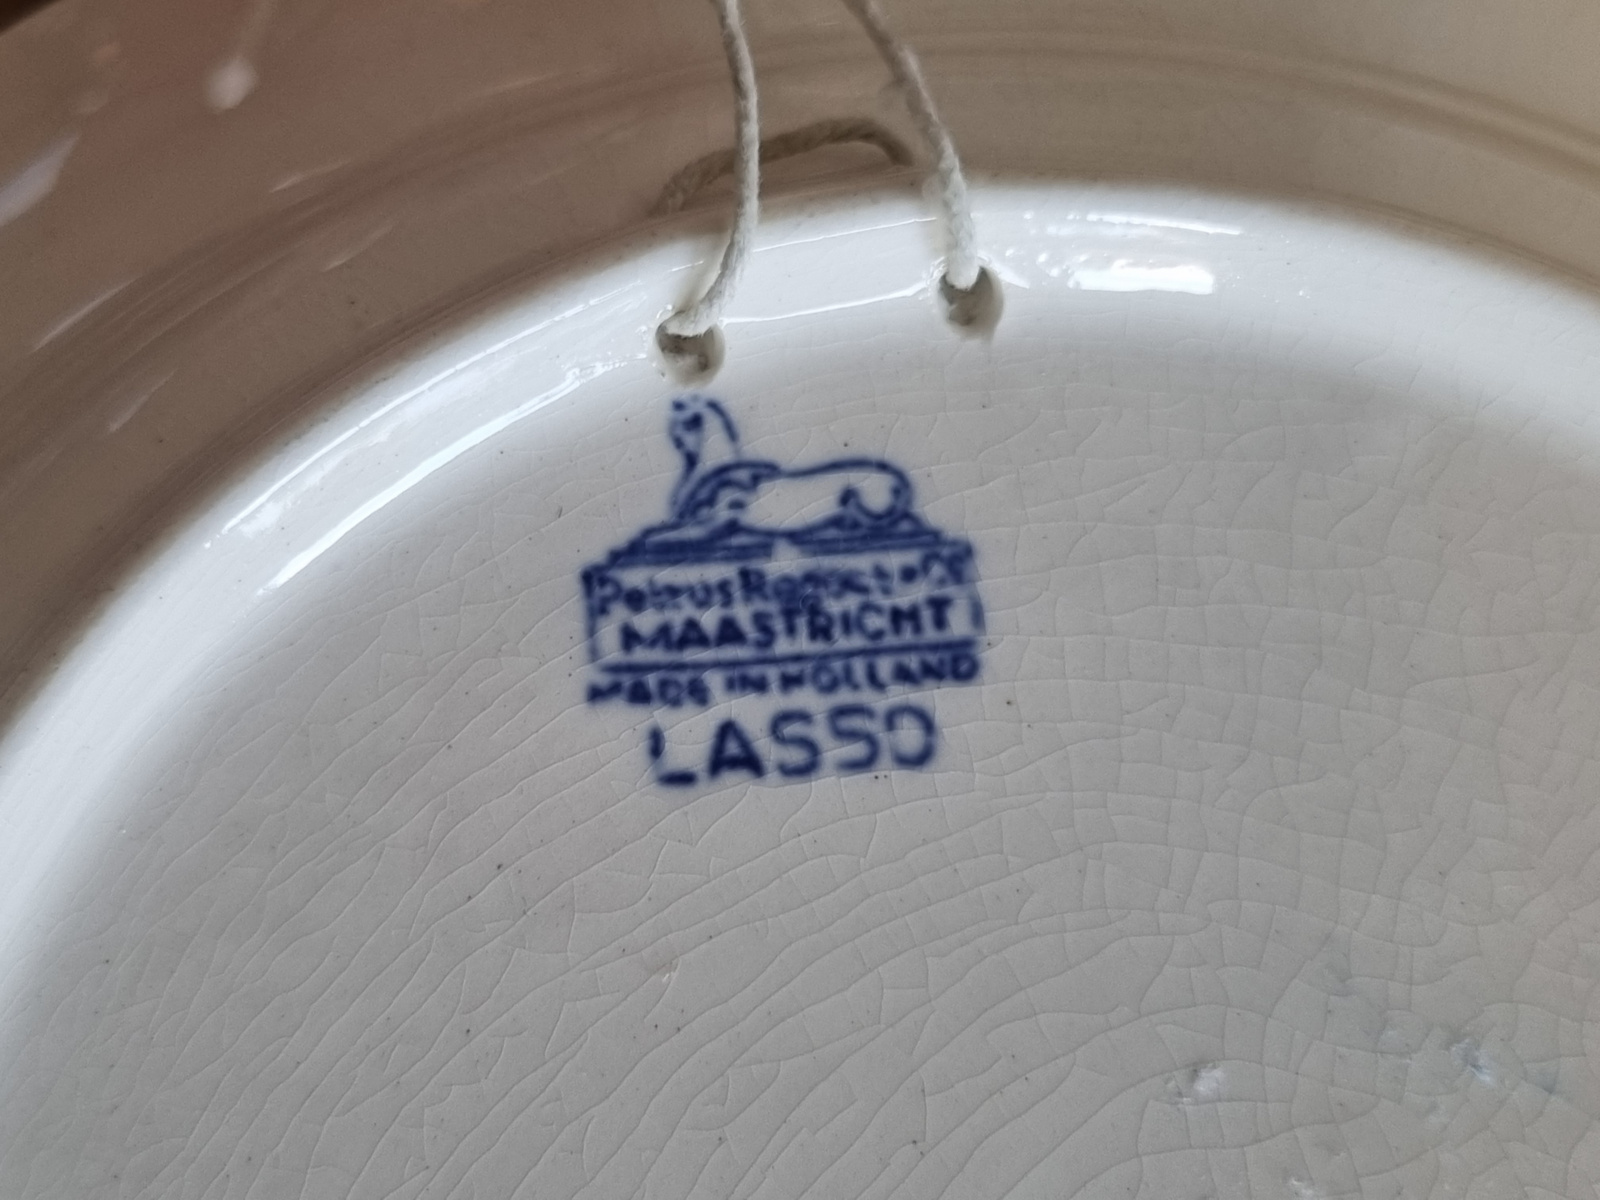 Petrus Regout & Co
MAASTRICHT
MADE IN HOLLAND
LASSO